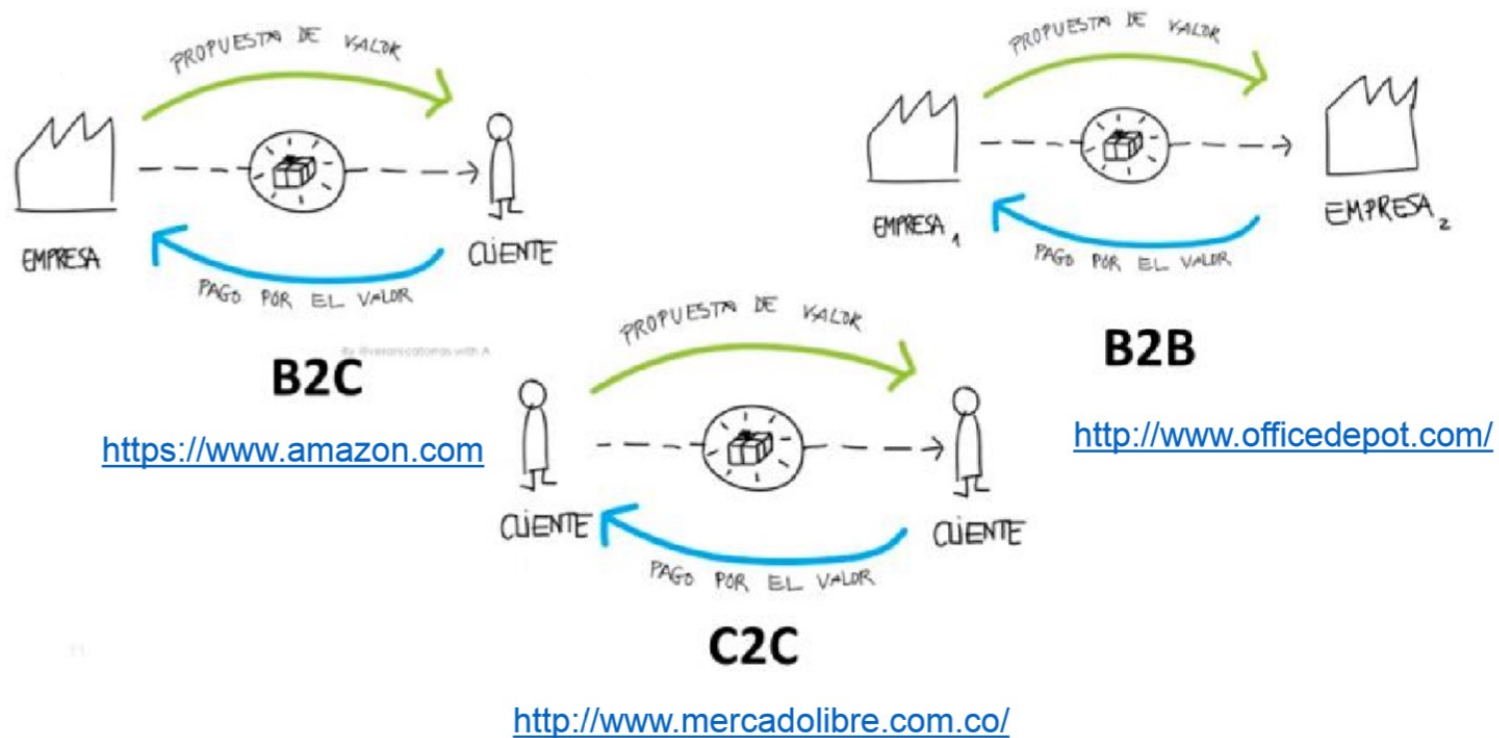 PROPUESTA DE VALOR
EMPRESA
CLIENTE
PAGO POR EL VALOR
B2C
https://www.amazon.com
PROPUESTA DE VALOR
EMPRESA 1
EMPRESA 2
PAGO POR EL VALOR
B2B
http://www.officedepot.com/
PROPUESTA DE VALOR
CLIENTE
CLIENTE
PAGO POR EL VALOR
C2C
http://www.mercadolibre.com.co/
11